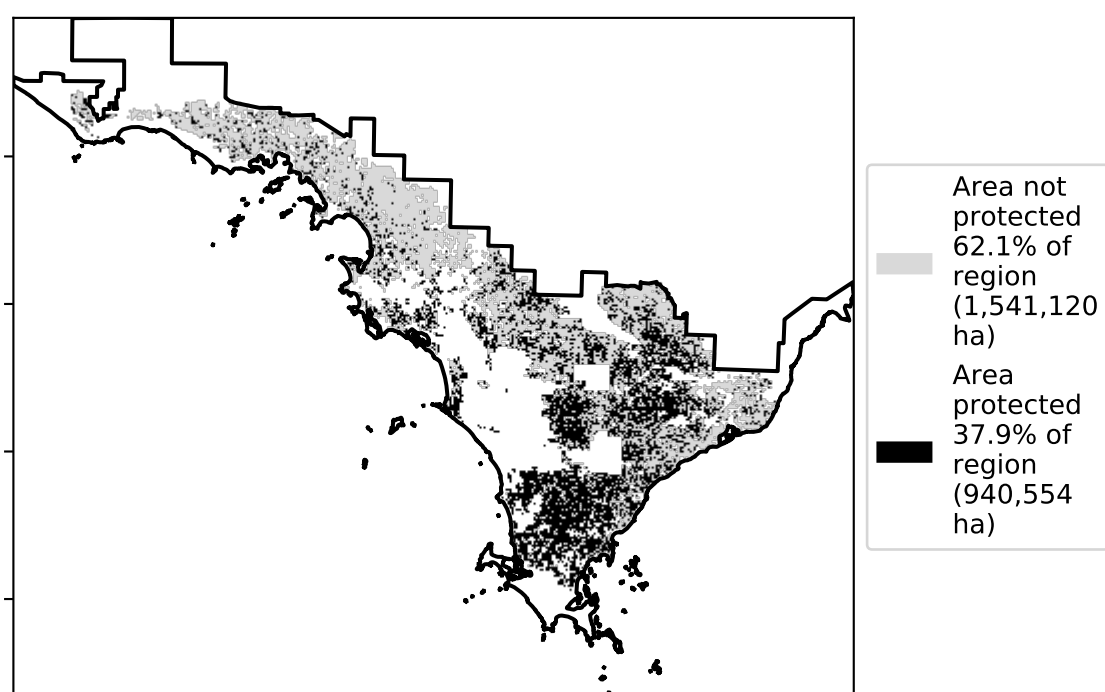 Area not
protected
62.1% of
region
(1,541,120
ha)
Area
protected
37.9% of
region
(940,554
ha)